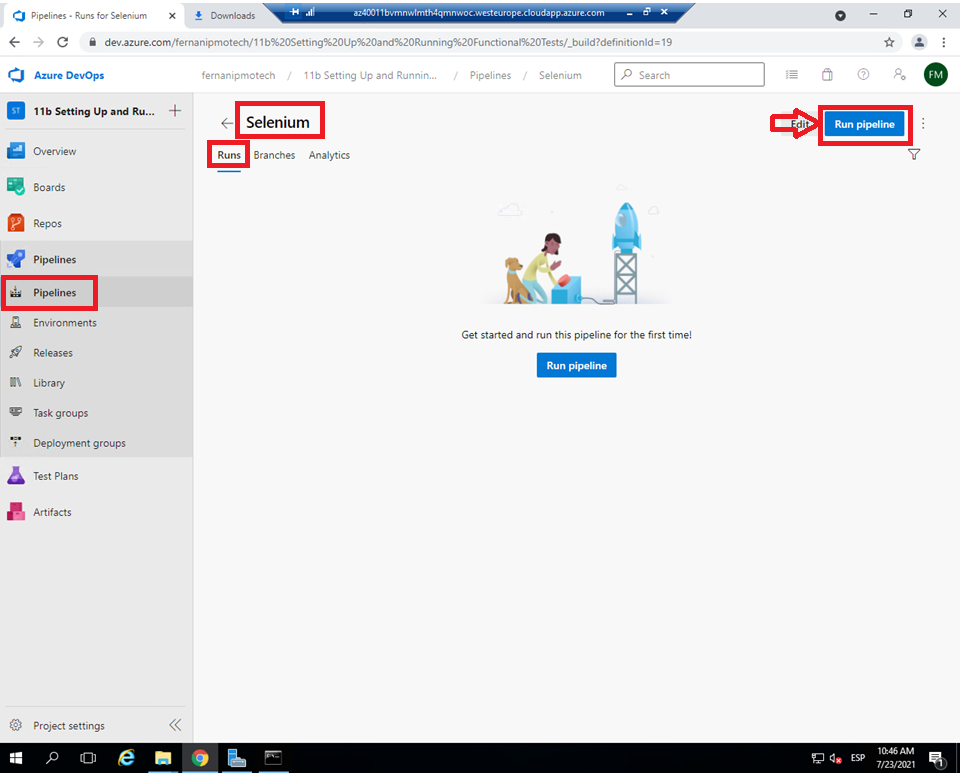 Pipelines - Runs for Selenium
Downloads
az40011bvmnwlmth4qmnwoc.westeurope.cloudapp.azure.com
dev.azure.com/fernanipmotech/11b%20Setting%20Up%20and%20Running%20Functional%20Tests/_build?definitionId=19
Azure DevOps
fernanipmotech / 11b Setting Up and Runnin... / Pipelines / Selenium
Search
FM
ST
11b Setting Up and Ru...
Overview
Boards
Repos
Pipelines
Pipelines
Environments
Releases
Library
Task groups
Deployment groups
Test Plans
Artifacts
Project settings
Selenium
Edit
Run pipeline
Runs
Branches
Analytics
Get started and run this pipeline for the first time!
Run pipeline
ESP
10:46 AM
7/23/2021
1